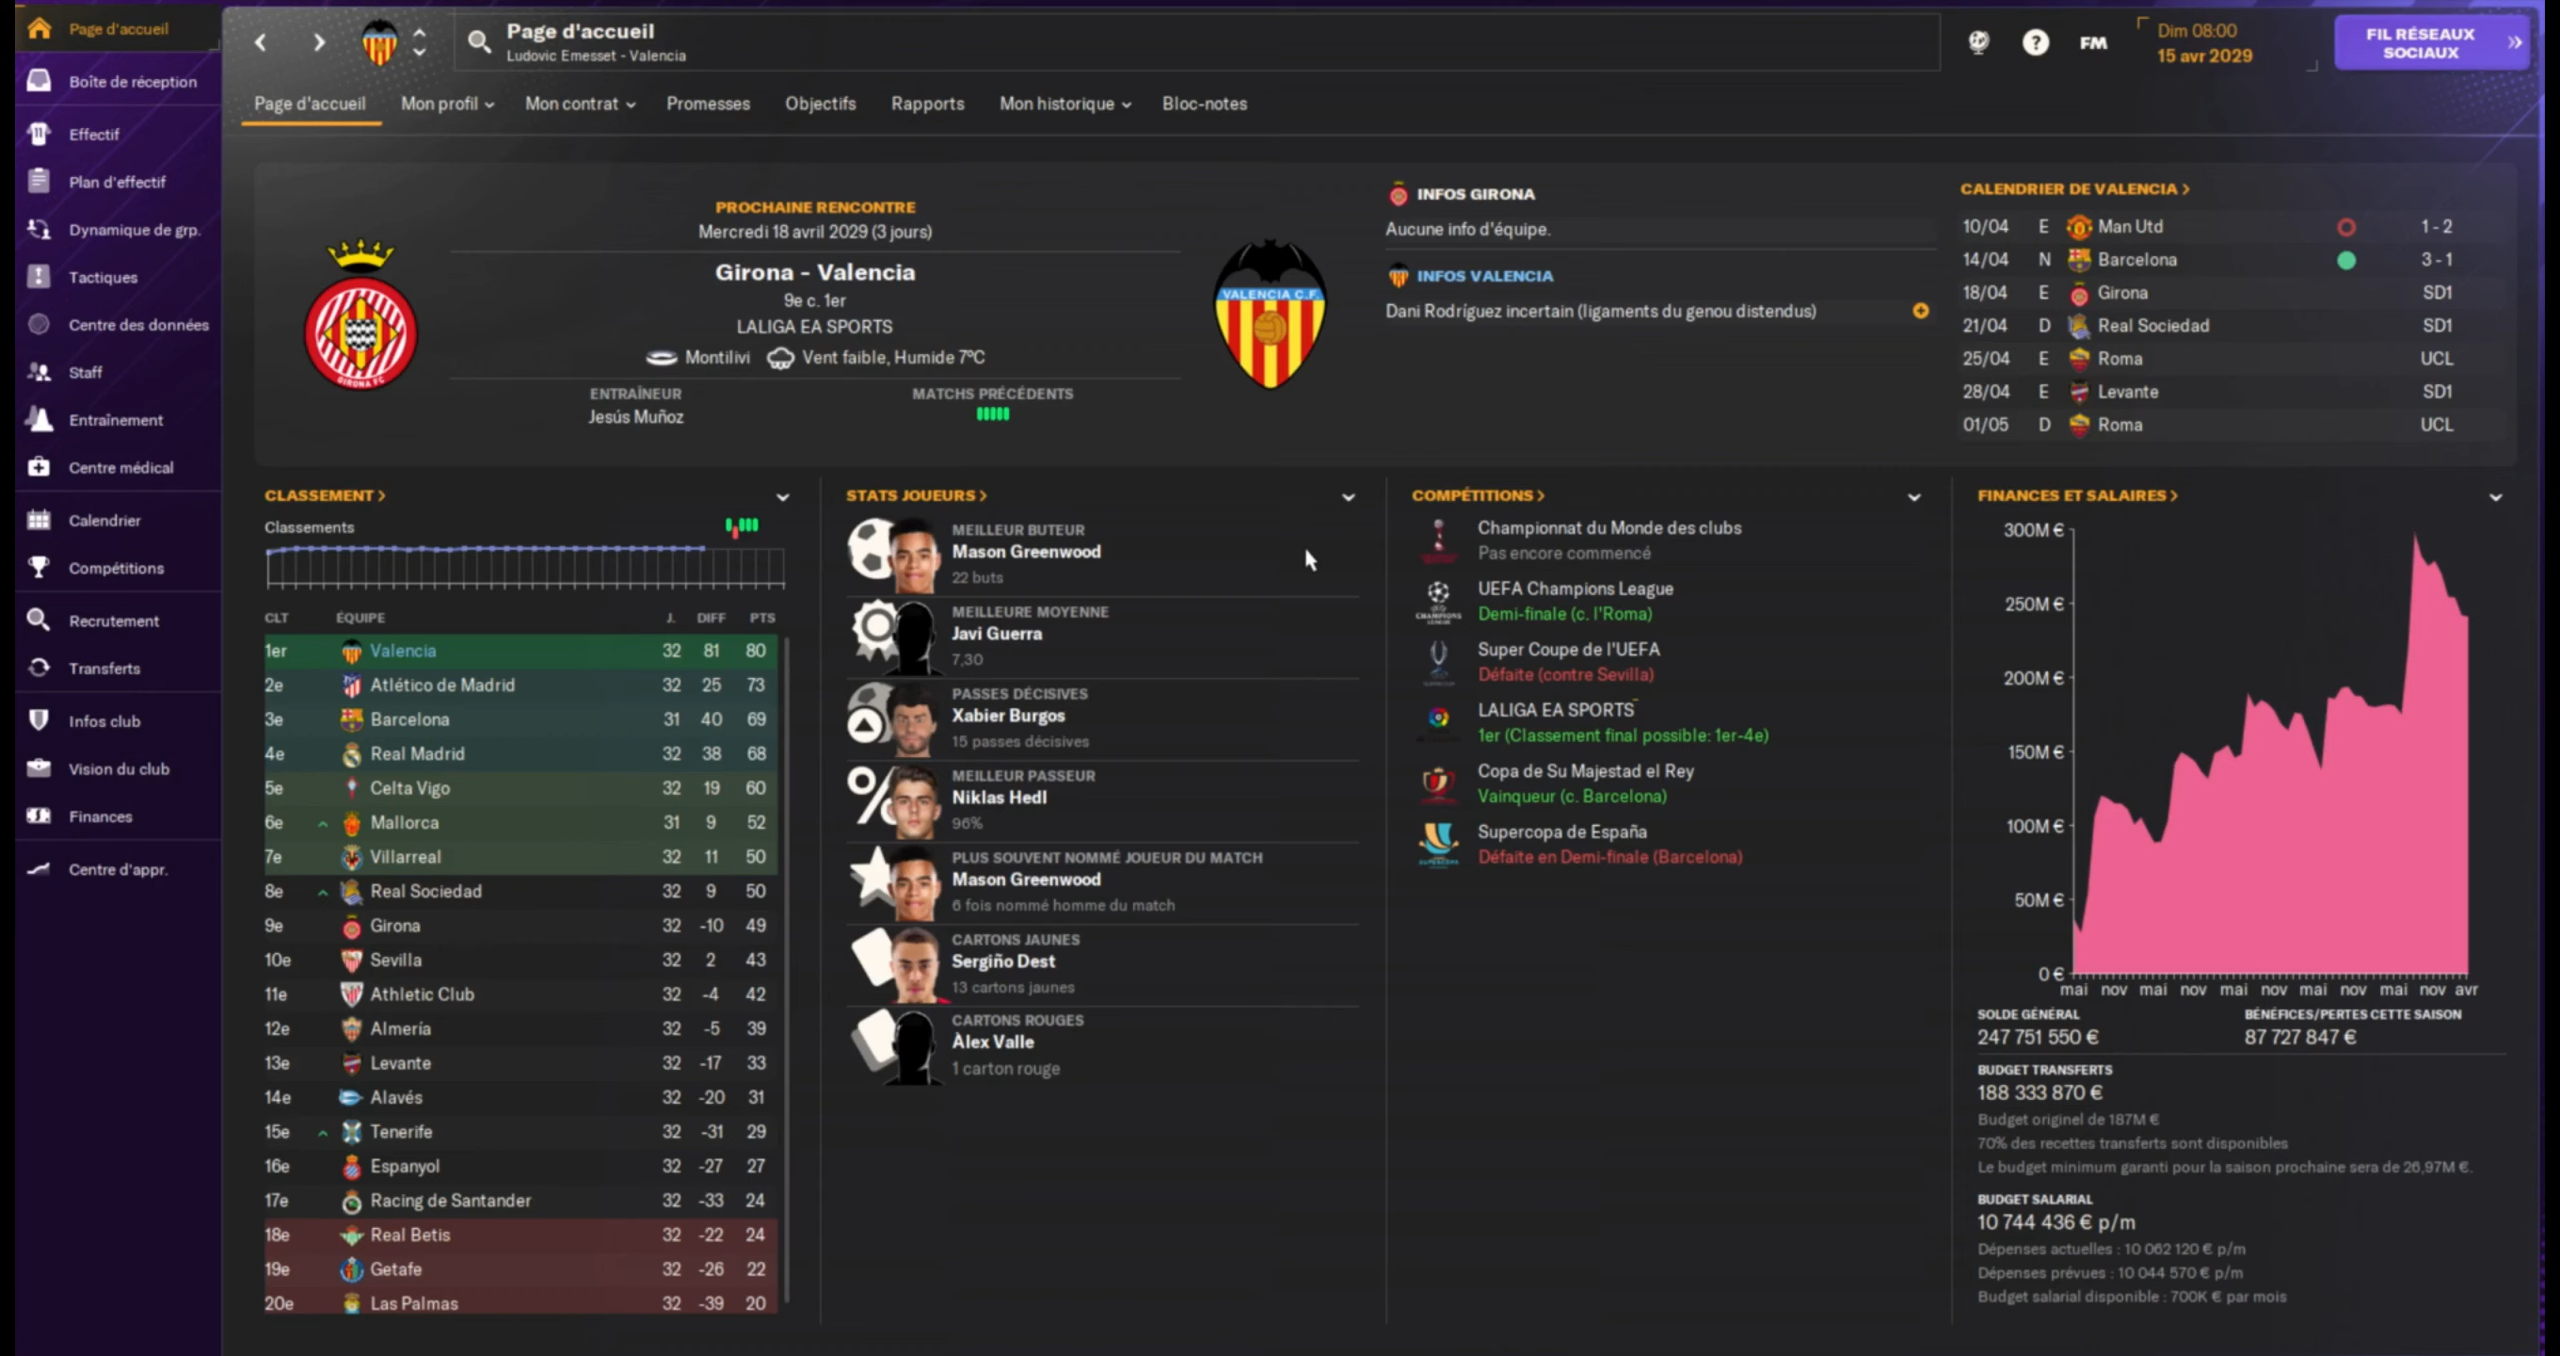 Page d'accueil
Boîte de réception
Effectif
Plan d'effectif
Dynamique de grp.
Tactiques
Centre des données
Staff
Entraînement
Centre médical
Calendrier
Compétitions
Recrutement
Transferts
Infos club
Vision du club
Finances
Centre d'appr.
Page d'accueil
Ludovic Emesset - Valencia
FM
Dim 08:00
15 avr 2029
FIL RÉSEAUX
SOCIAUX
Page d'accueil Mon profil Mon contrat Promesses Objectifs Rapports Mon historique Bloc-notes
PROCHAINE RENCONTRE
Mercredi 18 avril 2029 (3 jours)
Girona - Valencia
9e c. 1er
LALIGA EA SPORTS
Montilivi Vent faible, Humide 7°C
ENTRAÎNEUR
Jesús Muñoz
MATCHS PRÉCÉDENTS
GIRONA FC
VALENCIA C.F.
INFOS GIRONA
Aucune info d'équipe.
INFOS VALENCIA
Dani Rodríguez incertain (ligaments du genou distendus)
CALENDRIER DE VALENCIA >
10/04 E Man Utd 1 - 2
14/04 N Barcelona 3 - 1
18/04 E Girona SD1
21/04 D Real Sociedad SD1
25/04 E Roma UCL
28/04 E Levante SD1
01/05 D Roma UCL
CLASSEMENT >
Classements
CLT ÉQUIPE J. DIFF PTS
1er Valencia 32 81 80
2e Atlético de Madrid 32 25 73
3e Barcelona 31 40 69
4e Real Madrid 32 38 68
5e Celta Vigo 32 19 60
6e Mallorca 31 9 52
7e Villarreal 32 11 50
8e Real Sociedad 32 9 50
9e Girona 32 -10 49
10e Sevilla 32 2 43
11e Athletic Club 32 -4 42
12e Almería 32 -5 39
13e Levante 32 -17 33
14e Alavés 32 -20 31
15e Tenerife 32 -31 29
16e Espanyol 32 -27 27
17e Racing de Santander 32 -33 24
18e Real Betis 32 -22 24
19e Getafe 32 -26 22
20e Las Palmas 32 -39 20
STATS JOUEURS >
MEILLEUR BUTEUR
Mason Greenwood
22 buts
MEILLEURE MOYENNE
Javi Guerra
7,30
PASSES DÉCISIVES
Xabier Burgos
15 passes décisives
MEILLEUR PASSEUR
Niklas Hedl
96%
PLUS SOUVENT NOMMÉ JOUEUR DU MATCH
Mason Greenwood
6 fois nommé homme du match
CARTONS JAUNES
Sergiño Dest
13 cartons jaunes
CARTONS ROUGES
Àlex Valle
1 carton rouge
COMPÉTITIONS >
Championnat du Monde des clubs
Pas encore commencé
UEFA Champions League
Demi-finale (c. l'Roma)
Super Coupe de l'UEFA
Défaite (contre Sevilla)
LALIGA EA SPORTS
1er (Classement final possible: 1er-4e)
Copa de Su Majestad el Rey
Vainqueur (c. Barcelona)
Supercopa de España
Défaite en Demi-finale (Barcelona)
FINANCES ET SALAIRES >
300M €
250M €
200M €
150M €
100M €
50M €
0 €
mai nov mai nov mai nov mai nov mai nov avr
SOLDE GÉNÉRAL
247 751 550 €
BÉNÉFICES/PERTES CETTE SAISON
87 727 847 €
BUDGET TRANSFERTS
188 333 870 €
Budget originel de 187M €
70% des recettes transferts sont disponibles
Le budget minimum garanti pour la saison prochaine sera de 26,97M €.
BUDGET SALARIAL
10 744 436 € p/m
Dépenses actuelles : 10 062 120 € p/m
Dépenses prévues : 10 044 570 € p/m
Budget salarial disponible : 700K € par mois